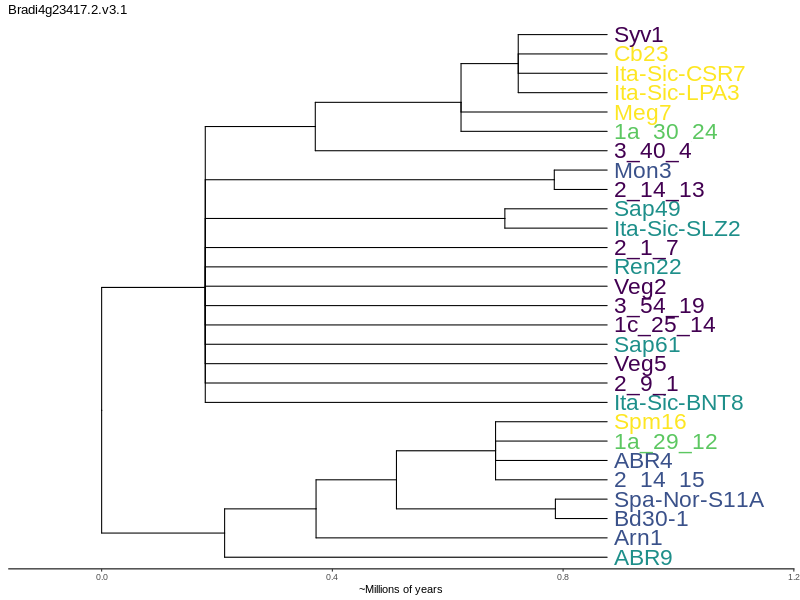 Bradi4g23417.2.v3.1
Syv1
Cb23
Ita-Sic-CSR7
Ita-Sic-LPA3
Meg7
1a_30_24
3_40_4
Mon3
2_14_13
Sap49
Ita-Sic-SLZ2
2_1_7
Ren22
Veg2
3_54_19
1c_25_14
Sap61
Veg5
2_9_1
Ita-Sic-BNT8
Spm16
1a_29_12
ABR4
2_14_15
Spa-Nor-S11A
Bd30-1
Arn1
ABR9
0.0 0.4 0.8 1.2
~Millions of years